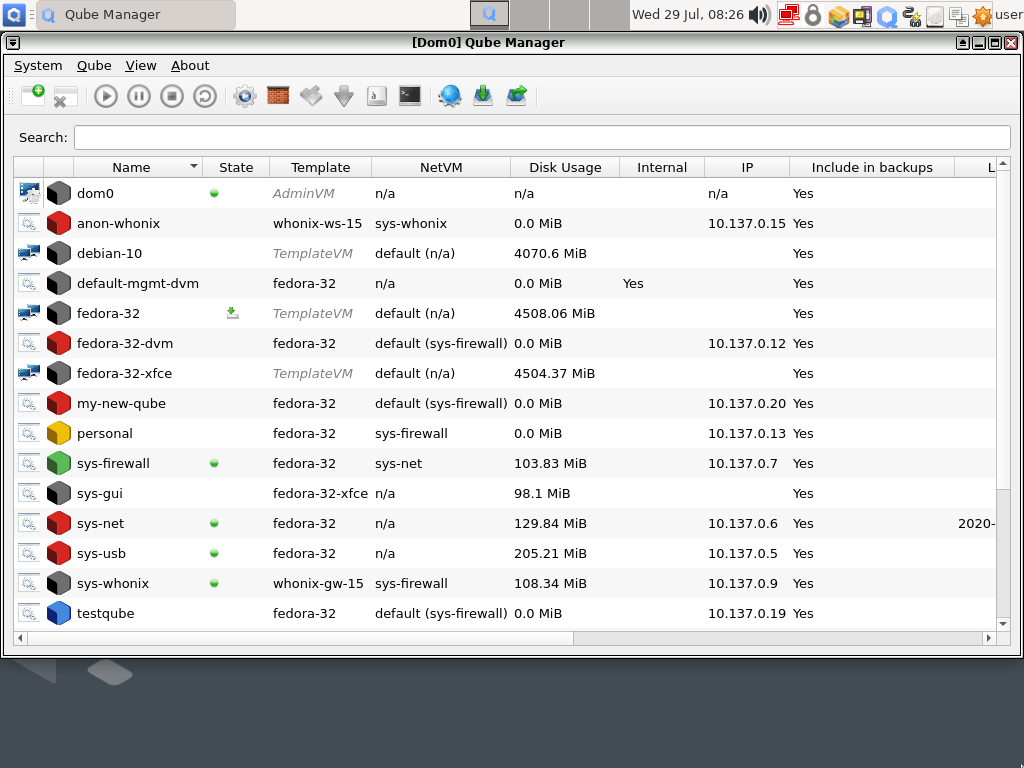 Qube Manager
Wed 29 Jul, 08:26
user
[Dom0] Qube Manager
System Qube View About
Search:
Name State Template NetVM Disk Usage Internal IP Include in backups L
dom0 AdminVM n/a n/a n/a Yes
anon-whonix whonix-ws-15 sys-whonix 0.0 MiB 10.137.0.15 Yes
debian-10 TemplateVM default (n/a) 4070.6 MiB Yes
default-mgmt-dvm fedora-32 n/a 0.0 MiB Yes Yes
fedora-32 TemplateVM default (n/a) 4508.06 MiB Yes
fedora-32-dvm fedora-32 default (sys-firewall) 0.0 MiB 10.137.0.12 Yes
fedora-32-xfce TemplateVM default (n/a) 4504.37 MiB Yes
my-new-qube fedora-32 default (sys-firewall) 0.0 MiB 10.137.0.20 Yes
personal fedora-32 sys-firewall 0.0 MiB 10.137.0.13 Yes
sys-firewall fedora-32 sys-net 103.83 MiB 10.137.0.7 Yes
sys-gui fedora-32-xfce n/a 98.1 MiB Yes
sys-net fedora-32 n/a 129.84 MiB 10.137.0.6 Yes 2020-
sys-usb fedora-32 n/a 205.21 MiB 10.137.0.5 Yes
sys-whonix whonix-gw-15 sys-firewall 108.34 MiB 10.137.0.9 Yes
testqube fedora-32 default (sys-firewall) 0.0 MiB 10.137.0.19 Yes